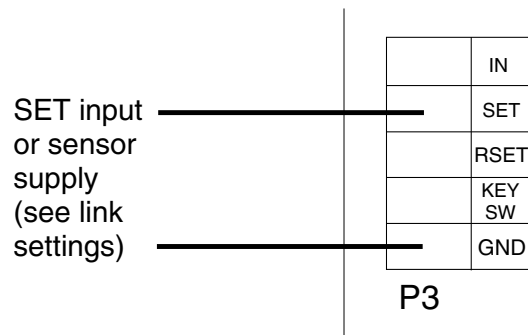 SET input
or sensor
supply
(see link
settings)
IN
SET
RSET
KEY
SW
GND
P3